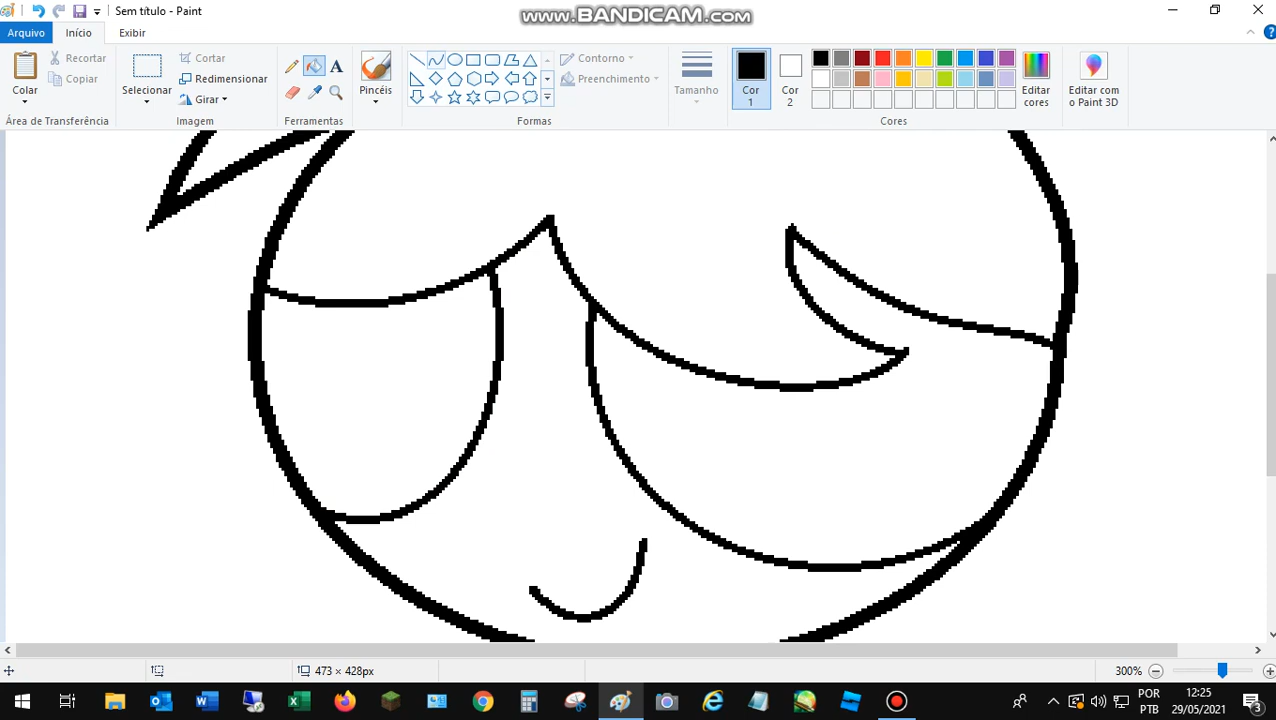 Sem título - Paint
www.BANDICAM.com
Arquivo
Início
Exibir
Colar
Recortar
Copiar
Área de Transferência
Selecionar
Cortar
Redimensionar
Girar
Imagem
A
Ferramentas
Pincéis
Contorno
Preenchimento
Formas
Tamanho
Cor
1
Cor
2
Editar
cores
Cores
Editar com
o Paint 3D
473 × 428px
300%
POR
PTB
12:25
29/05/2021
3